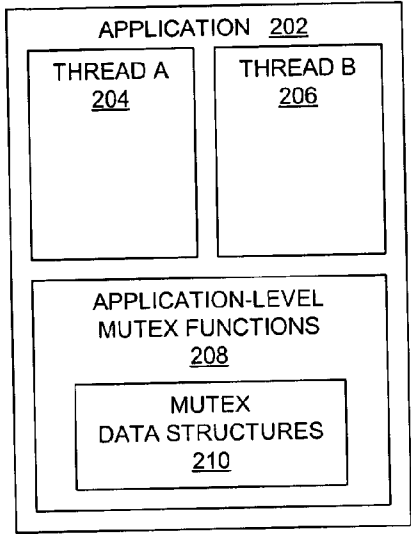 APPLICATION 202
THREAD A
204
THREAD B
206
APPLICATION-LEVEL
MUTEX FUNCTIONS
208
MUTEX
DATA STRUCTURES
210